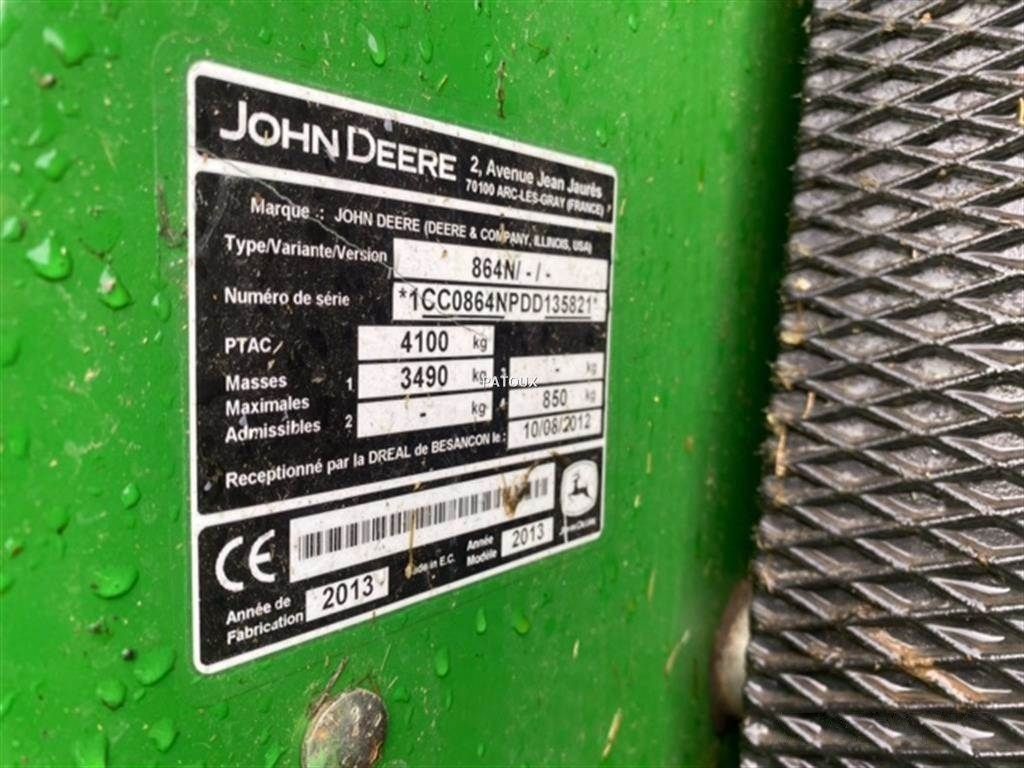 JOHN DEERE
2, Avenue Jean Jaurés
70100 ARC-LES-GRAY (FRANCE)
Marque : JOHN DEERE (DEERE & COMPANY, ILLINOIS, USA)
Type/Variante/Version 864N/ - / -
Numéro de série *1CC0864NPDD135821*
PTAC 4100 kg
Masses 1 3490 kg - kg
Maximales
Admissibles 2 - kg 850 kg
Receptionné par la DREAL de BESANCON le : 10/08/2012
PATOUX
CE
Made in E.C.
Année Modèle 2013
Année de
Fabrication 2013